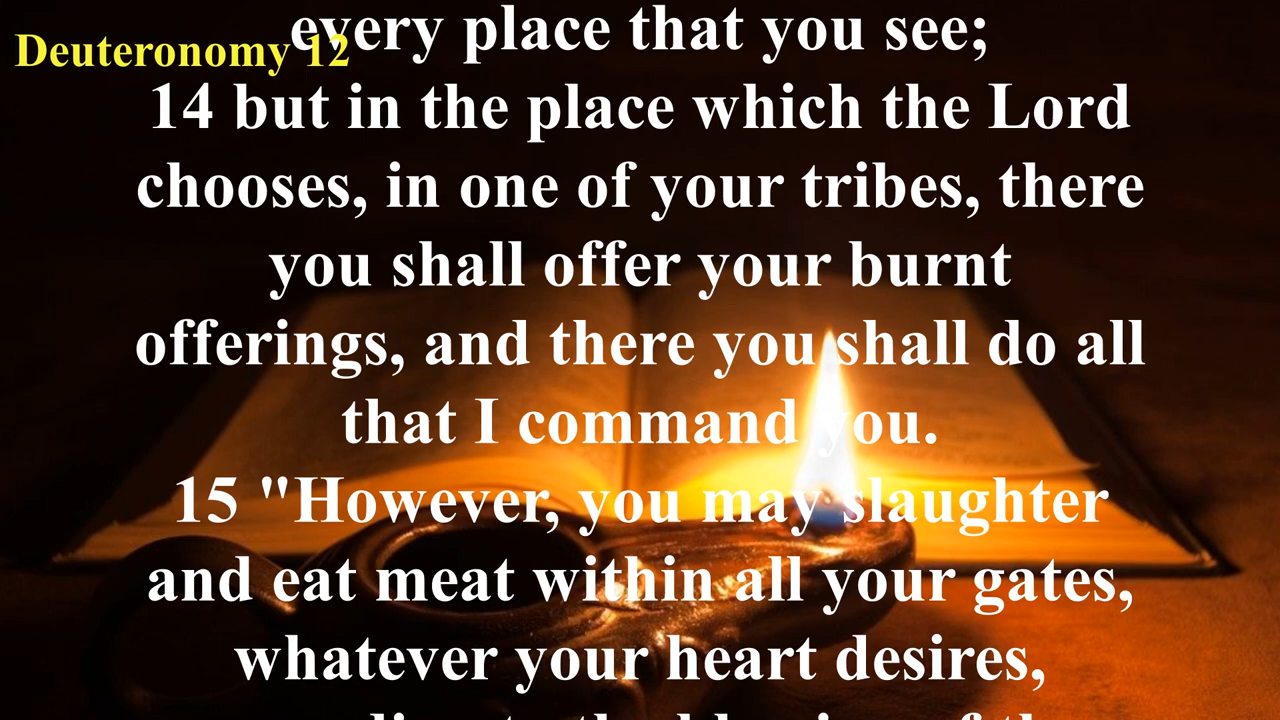 Deuteronomy 12
every place that you see;
14 but in the place which the Lord
chooses, in one of your tribes, there
you shall offer your burnt
offerings, and there you shall do all
that I command you.
15 "However, you may slaughter
and eat meat within all your gates,
whatever your heart desires,